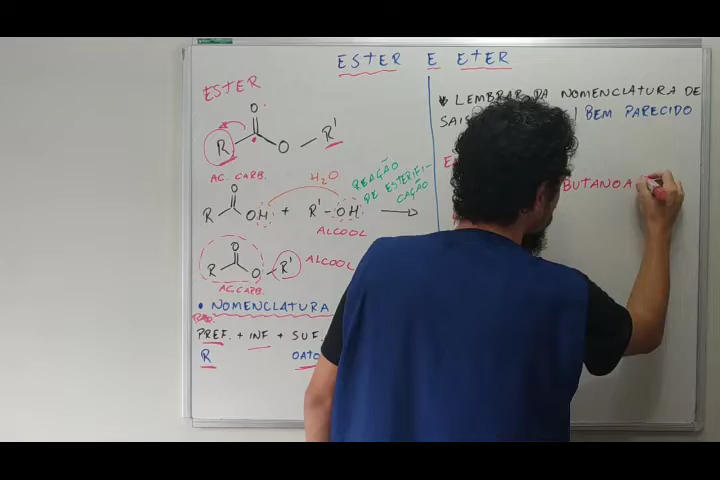 ESTER E ETER
ESTER
O
R
O
R'
AC. CARB.
O
R
OH + R'-OH
H2O
ALCOOL
REAÇÃO
DE ESTERIFI-
CAÇÃO
O
R
O
R'
ALCOOL
AC.CARB.
• NOMENCLATURA
PREF. + INF + SUF.
R
OATO
LEMBRAR DA NOMENCLATURA DE
SAIS
BEM PARECIDO
BUTANOA